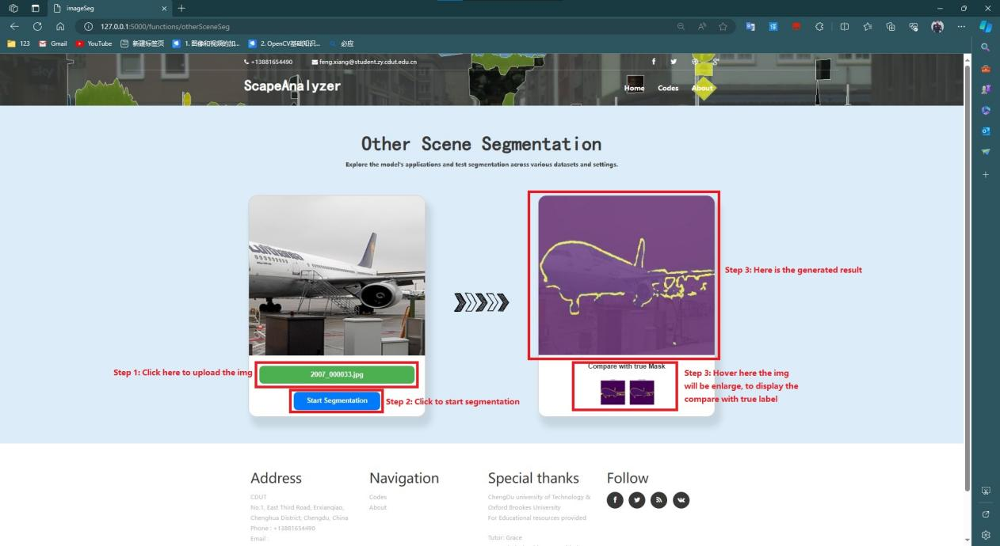 imageSeg
127.0.0.1:5000/functions/otherSceneSeg
123
Gmail
YouTube
新建标签页
1. 图像和视频的加...
2. OpenCV基础知识...
必应
sky
+13881654490
feng.xiang@student.zy.cdut.edu.cn
ScapeAnalyzer
Home
Codes
About
Other Scene Segmentation
Explore the model's applications and test segmentation across various datasets and settings.
Lufthansa
Step 3: Here is the generated result
Step 1: Click here to upload the img
2007_000033.jpg
Start Segmentation
Step 2: Click to start segmentation
Compare with true Mask
Step 3: Hover here the img
will be enlarge, to display the
compare with true label
Address
CDUT
No.1, East Third Road, Erxianqiao,
Chenghua District, Chengdu, China
Phone : +13881654490
Email :
Navigation
Codes
About
Special thanks
ChengDu university of Technology &
Oxford Brookes University
For Educational resources provided
Tutor: Grace
Follow